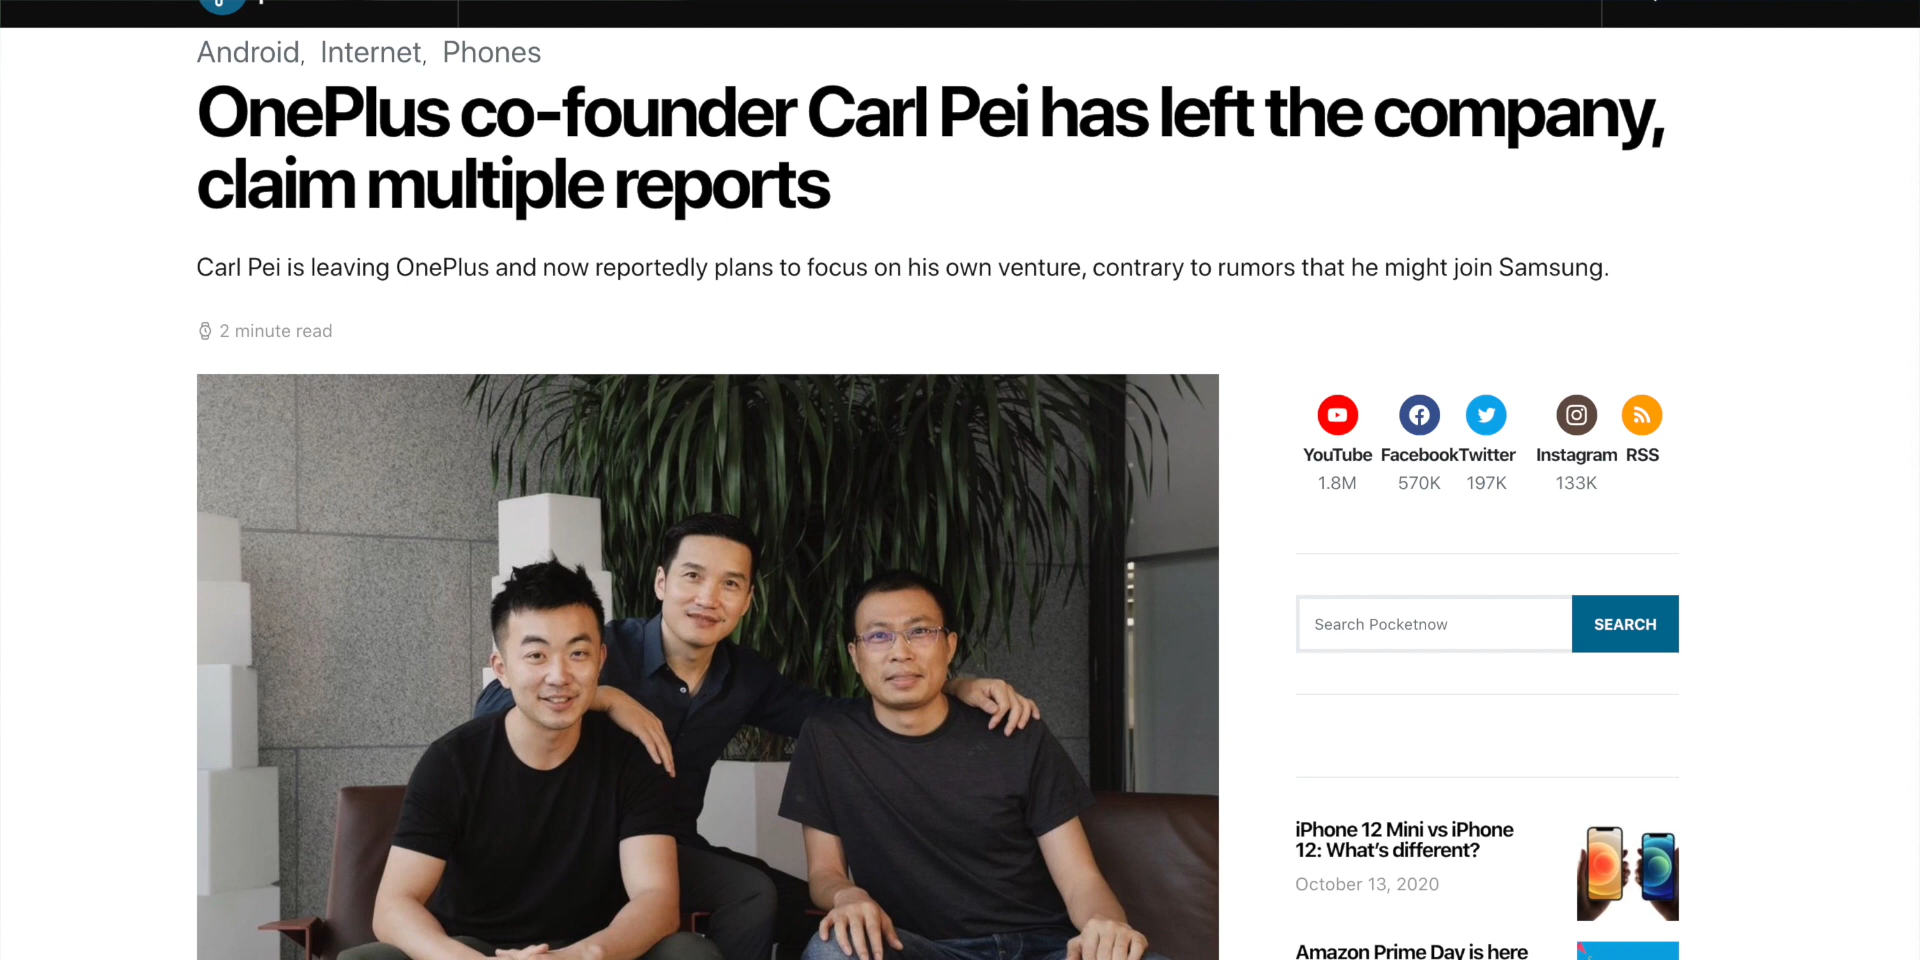 Android, Internet, Phones
OnePlus co-founder Carl Pei has left the company,
claim multiple reports
Carl Pei is leaving OnePlus and now reportedly plans to focus on his own venture, contrary to rumors that he might join Samsung.
2 minute read
YouTube Facebook Twitter Instagram RSS
1.8M 570K 197K 133K
Search Pocketnow SEARCH
iPhone 12 Mini vs iPhone
12: What's different?
October 13, 2020
Amazon Prime Day is here